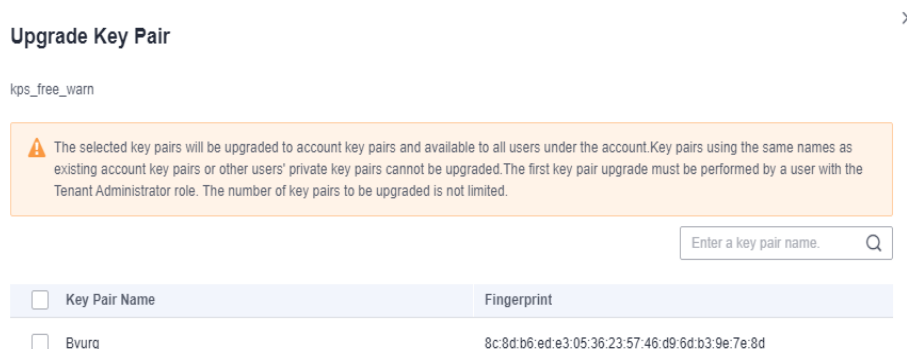 Upgrade Key Pair
kps_free_warn
The selected key pairs will be upgraded to account key pairs and available to all users under the account.Key pairs using the same names as
existing account key pairs or other users' private key pairs cannot be upgraded.The first key pair upgrade must be performed by a user with the
Tenant Administrator role. The number of key pairs to be upgraded is not limited.
Enter a key pair name.
Key Pair Name Fingerprint
Byurg 8c:8d:b6:ed:e3:05:36:23:57:46:d9:6d:b3:9e:7e:8d